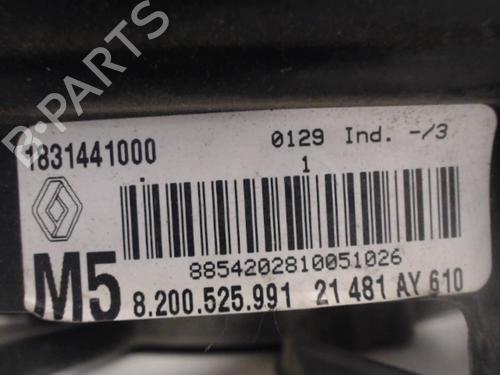 R-PARTS
1831441000
0129 Ind. -/3
1
8854202810051026
M5
8.200.525.991 21 481 AY 610